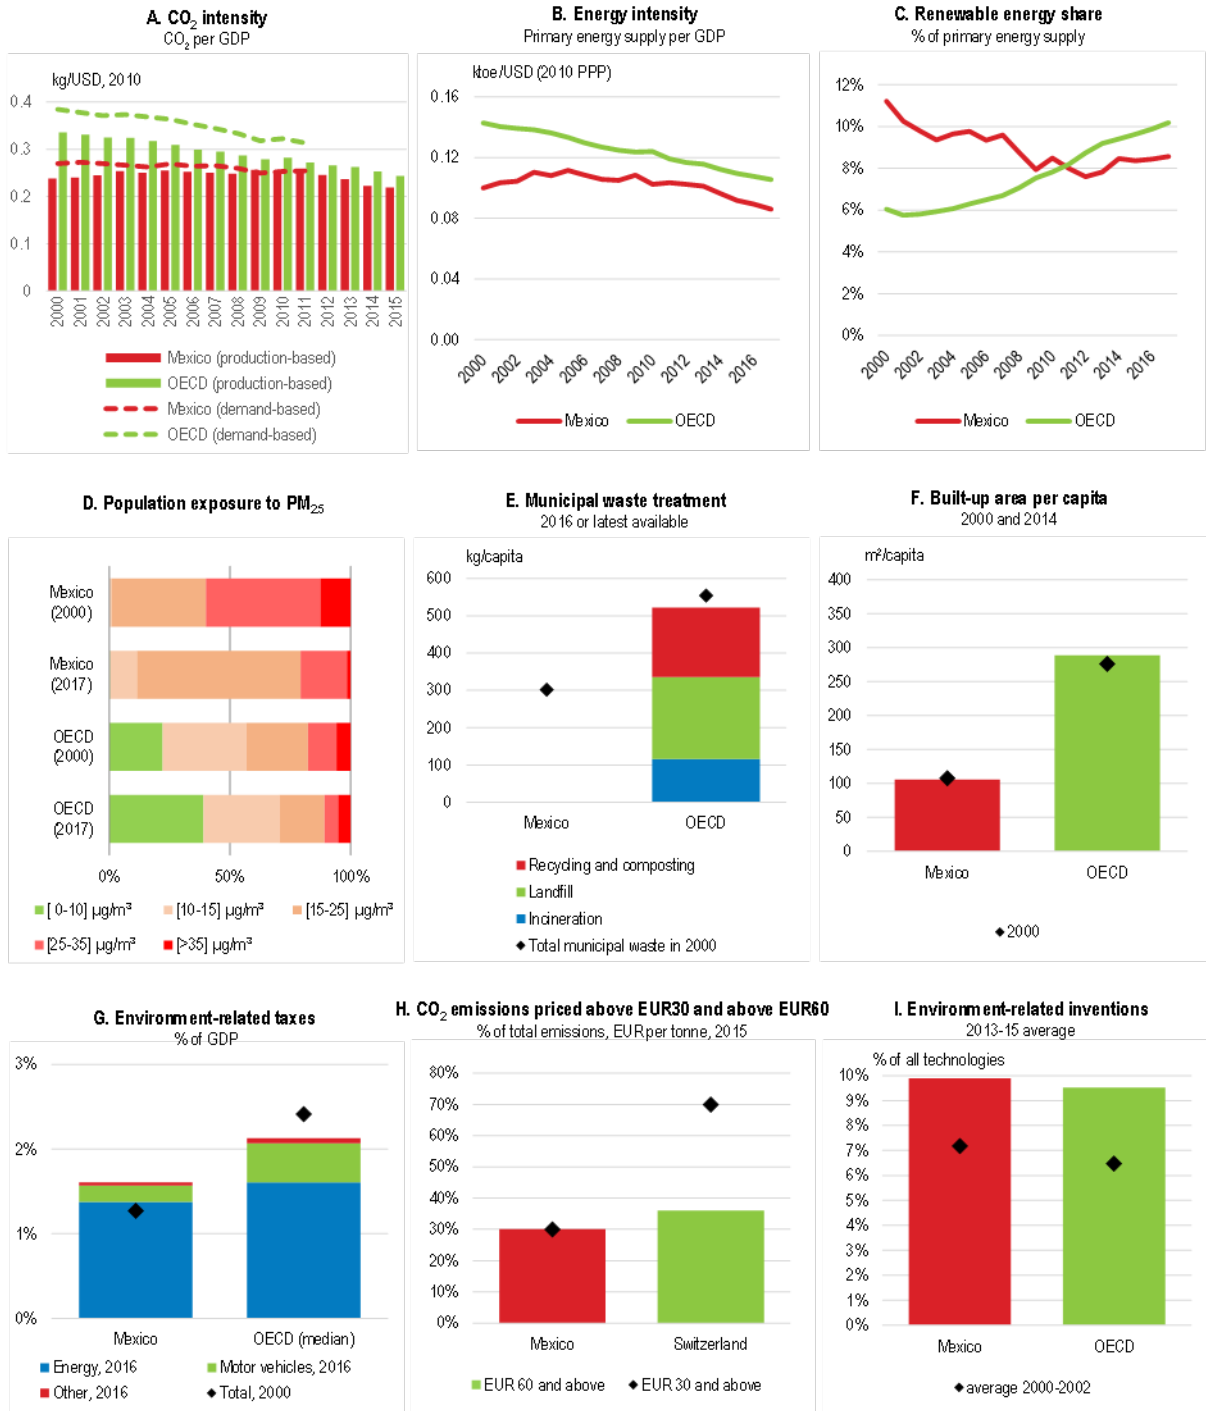 A. CO₂ intensity
CO₂ per GDP
kg/USD, 2010
0.4
0.3
0.2
0.1
0
2000 2001 2002 2003 2004 2005 2006 2007 2008 2009 2010 2011 2012 2013 2014 2015
Mexico (production-based)
OECD (production-based)
Mexico (demand-based)
OECD (demand-based)
B. Energy intensity
Primary energy supply per GDP
ktoe/USD (2010 PPP)
0.16
0.12
0.08
0.04
0.00
2000 2002 2004 2006 2008 2010 2012 2014 2016
Mexico OECD
C. Renewable energy share
% of primary energy supply
12%
10%
8%
6%
4%
2%
0%
2000 2002 2004 2006 2008 2010 2012 2014 2016
Mexico OECD
D. Population exposure to PM₂₅
Mexico
(2000)
Mexico
(2017)
OECD
(2000)
OECD
(2017)
0% 50% 100%
[ 0-10] µg/m³ [10-15] µg/m³ [15-25] µg/m³
[25-35] µg/m³ [>35] µg/m³
E. Municipal waste treatment
2016 or latest available
kg/capita
600
500
400
300
200
100
0
Mexico OECD
Recycling and composting
Landfill
Incineration
Total municipal waste in 2000
F. Built-up area per capita
2000 and 2014
m²/capita
400
350
300
250
200
150
100
50
0
Mexico OECD
2000
G. Environment-related taxes
% of GDP
3%
2%
1%
0%
Mexico OECD (median)
Energy, 2016 Motor vehicles, 2016
Other, 2016 Total, 2000
H. CO₂ emissions priced above EUR30 and above EUR60
% of total emissions, EUR per tonne, 2015
80%
70%
60%
50%
40%
30%
20%
10%
0%
Mexico Switzerland
EUR 60 and above EUR 30 and above
I. Environment-related inventions
2013-15 average
% of all technologies
10%
9%
8%
7%
6%
5%
4%
3%
2%
1%
0%
Mexico OECD
average 2000-2002